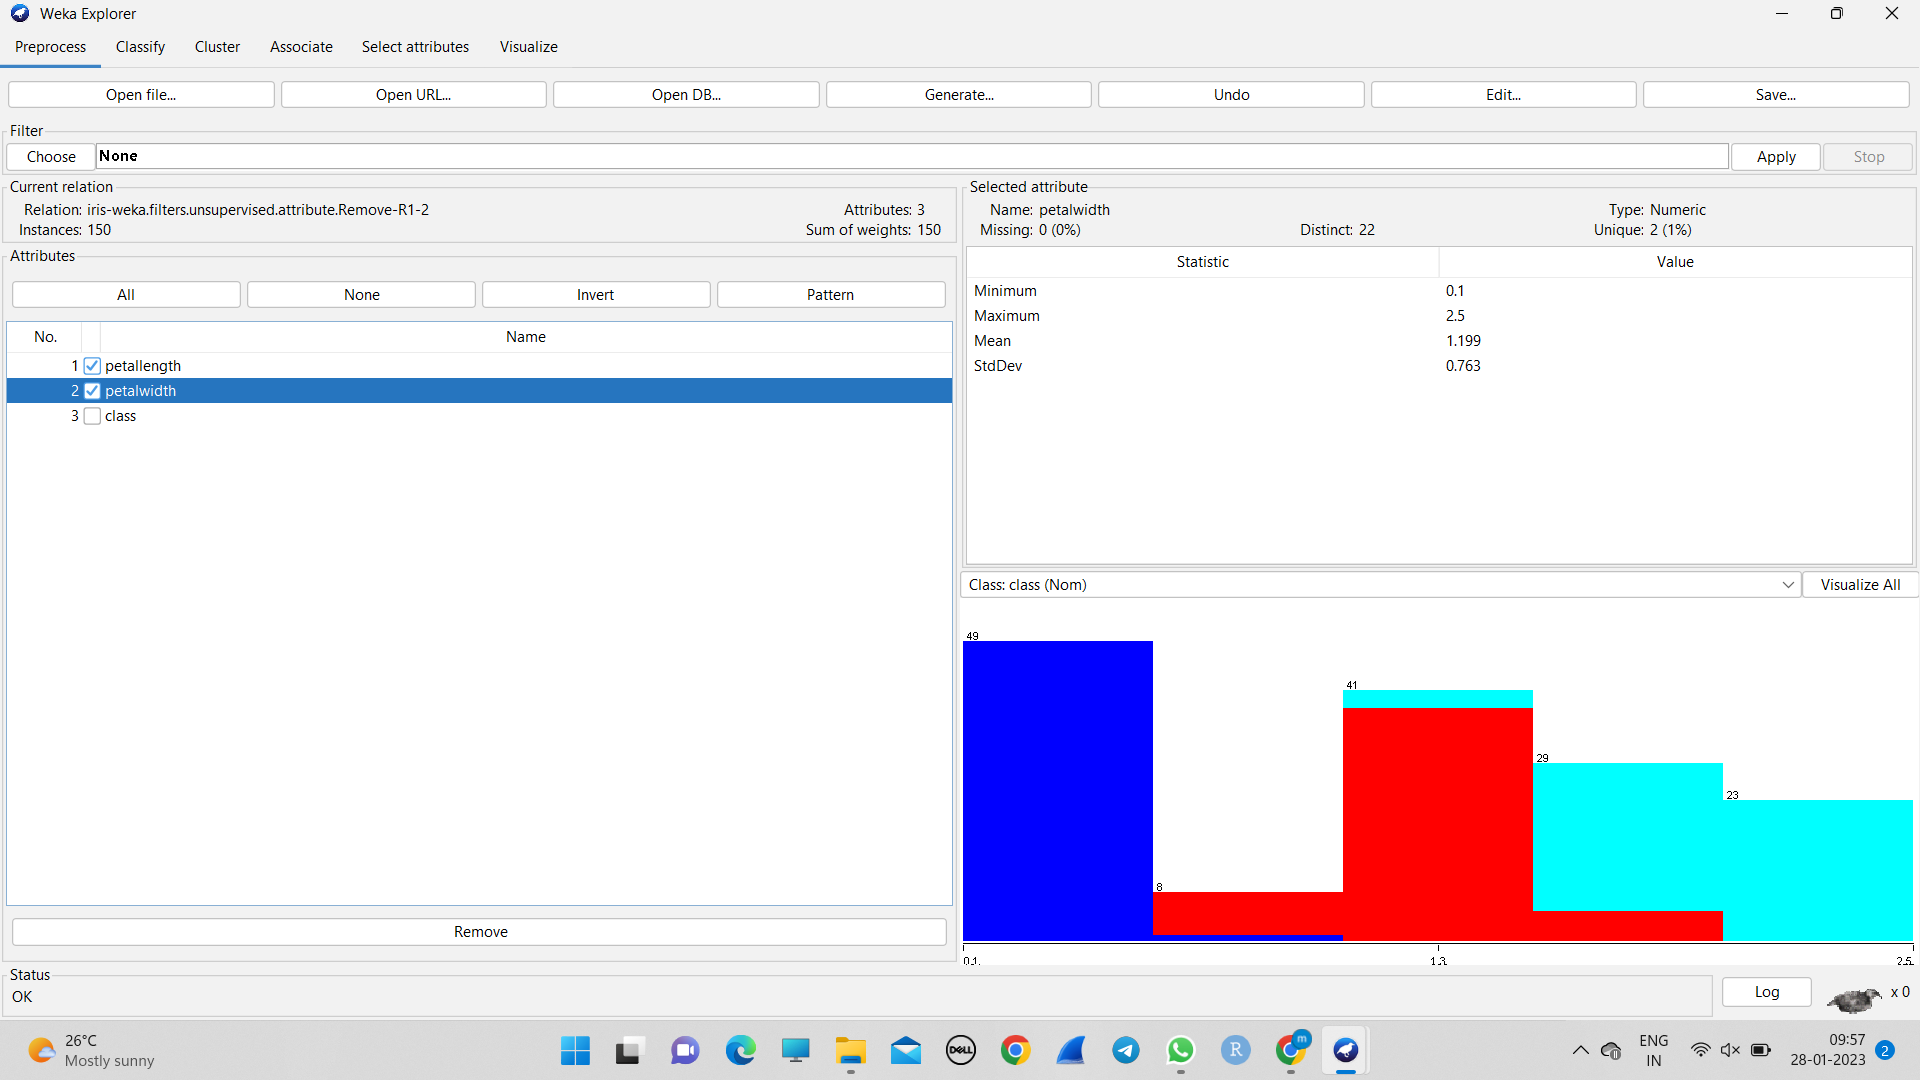 Weka Explorer
Preprocess Classify Cluster Associate Select attributes Visualize
Open file... Open URL... Open DB... Generate... Undo Edit... Save...
Filter
Choose None Apply Stop
Current relation
Relation: iris-weka.filters.unsupervised.attribute.Remove-R1-2 Attributes: 3
Instances: 150 Sum of weights: 150
Attributes
All None Invert Pattern
No. Name
1 petallength
2 petalwidth
3 class
Remove
Selected attribute
Name: petalwidth Type: Numeric
Missing: 0 (0%) Distinct: 22 Unique: 2 (1%)
Statistic Value
Minimum 0.1
Maximum 2.5
Mean 1.199
StdDev 0.763
Class: class (Nom) Visualize All
49
41
29
23
8
0.1 1.3 2.5
Status
OK
Log x 0
26°C
Mostly sunny
DELL
R
m
ENG
IN
09:57
28-01-2023
2